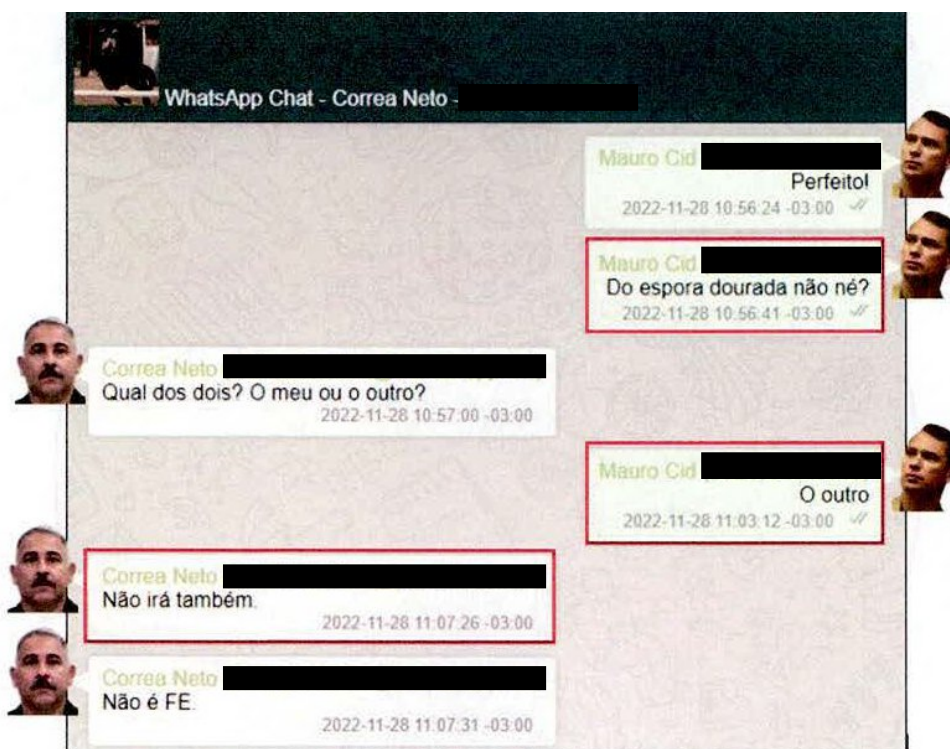 WhatsApp Chat - Correa Neto -
Mauro Cid
Perfeito!
2022-11-28 10:56:24 -03:00
Mauro Cid
Do espora dourada não né?
2022-11-28 10:56:41 -03:00
Correa Neto
Qual dos dois? O meu ou o outro?
2022-11-28 10:57:00 -03:00
Mauro Cid
O outro
2022-11-28 11:03:12 -03:00
Correa Neto
Não irá também.
2022-11-28 11:07:26 -03:00
Correa Neto
Não é FE.
2022-11-28 11:07:31 -03:00